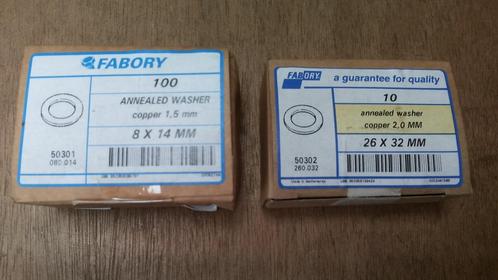 FABORY
100
ANNEALED WASHER
copper 1,5 mm
8 X 14 MM
50301
080.014
FABORY
a guarantee for quality
10
annealed washer
copper 2,0 MM
26 X 32 MM
50302
260.032